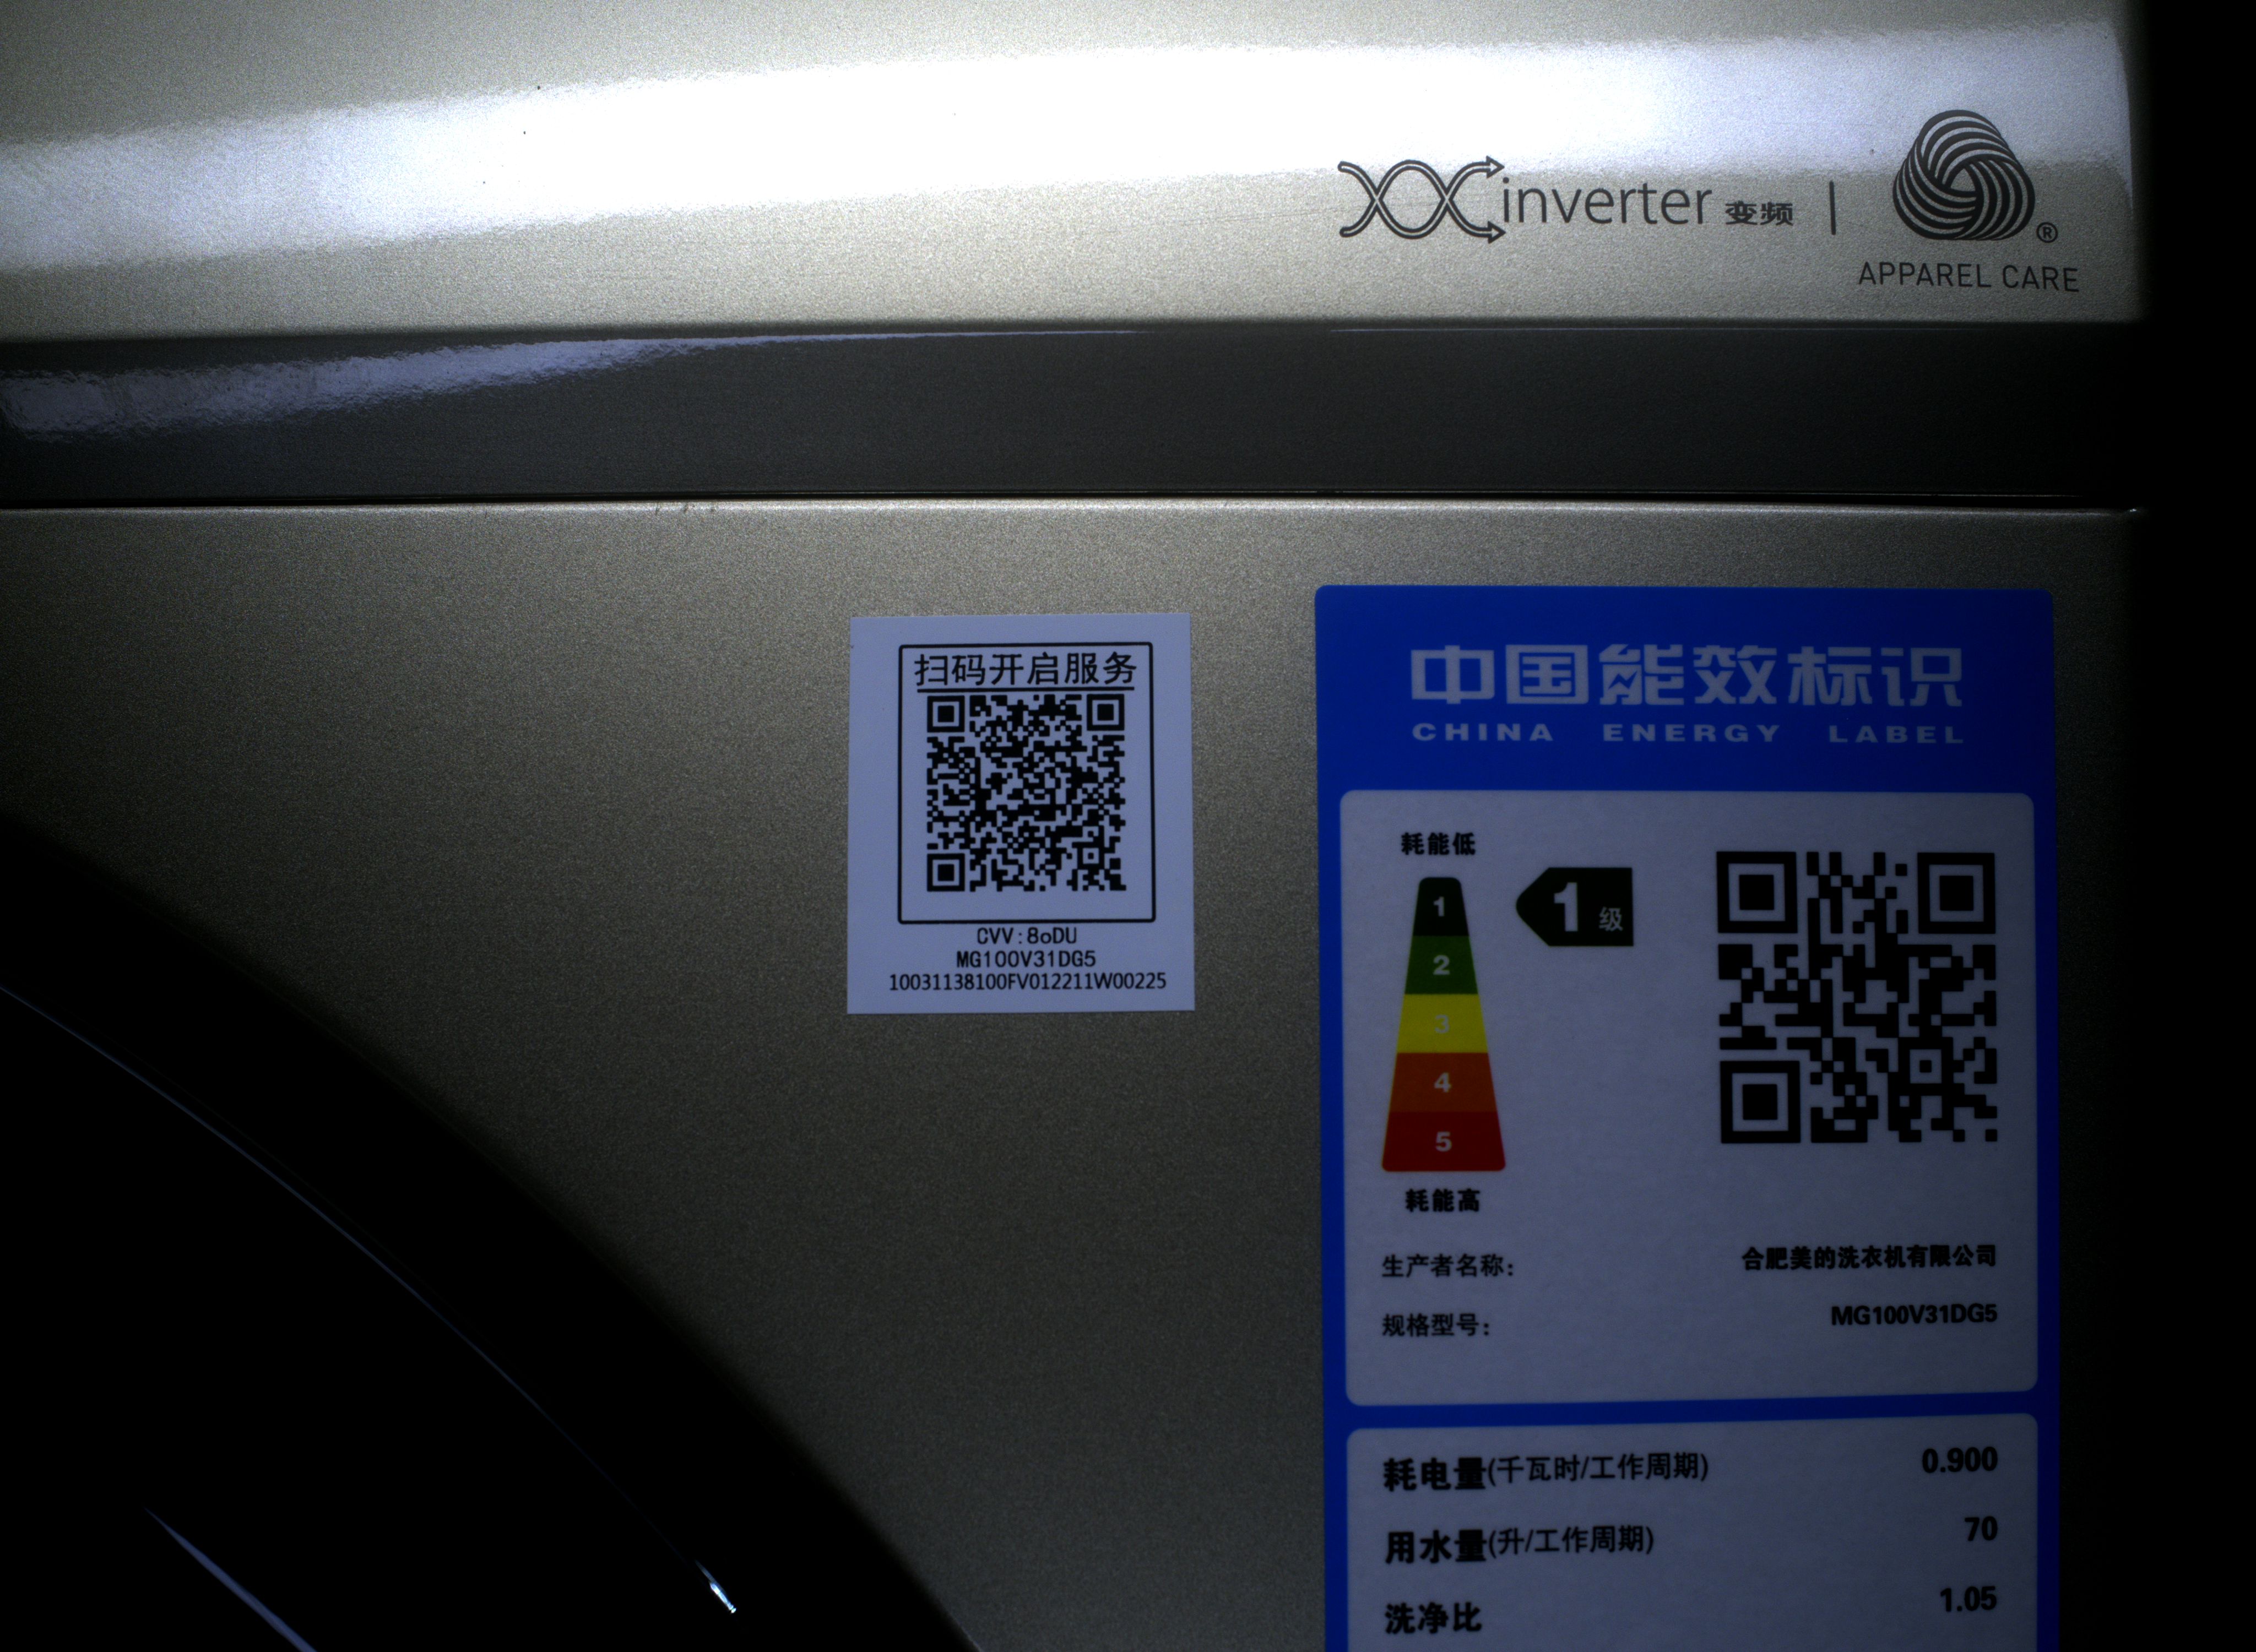 inverter 变频
®
APPAREL CARE
扫码开启服务
CVV:8oDU
MG100V31DG5
10031138100FV012211W00225
中国能效标识
CHINA ENERGY LABEL
耗能低
1
2
3
4
5
1级
耗能高
生产者名称: 合肥美的洗衣机有限公司
规格型号: MG100V31DG5
耗电量(千瓦时/工作周期) 0.900
用水量(升/工作周期) 70
洗净比 1.05